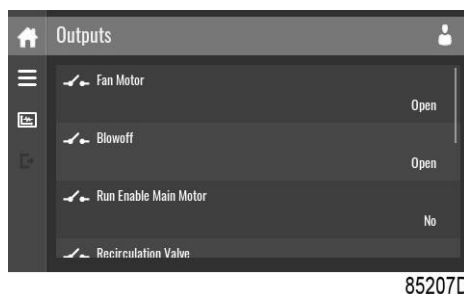 Outputs
Fan Motor
Open
Blowoff
Open
Run Enable Main Motor
No
Recirculation Valve
85207D